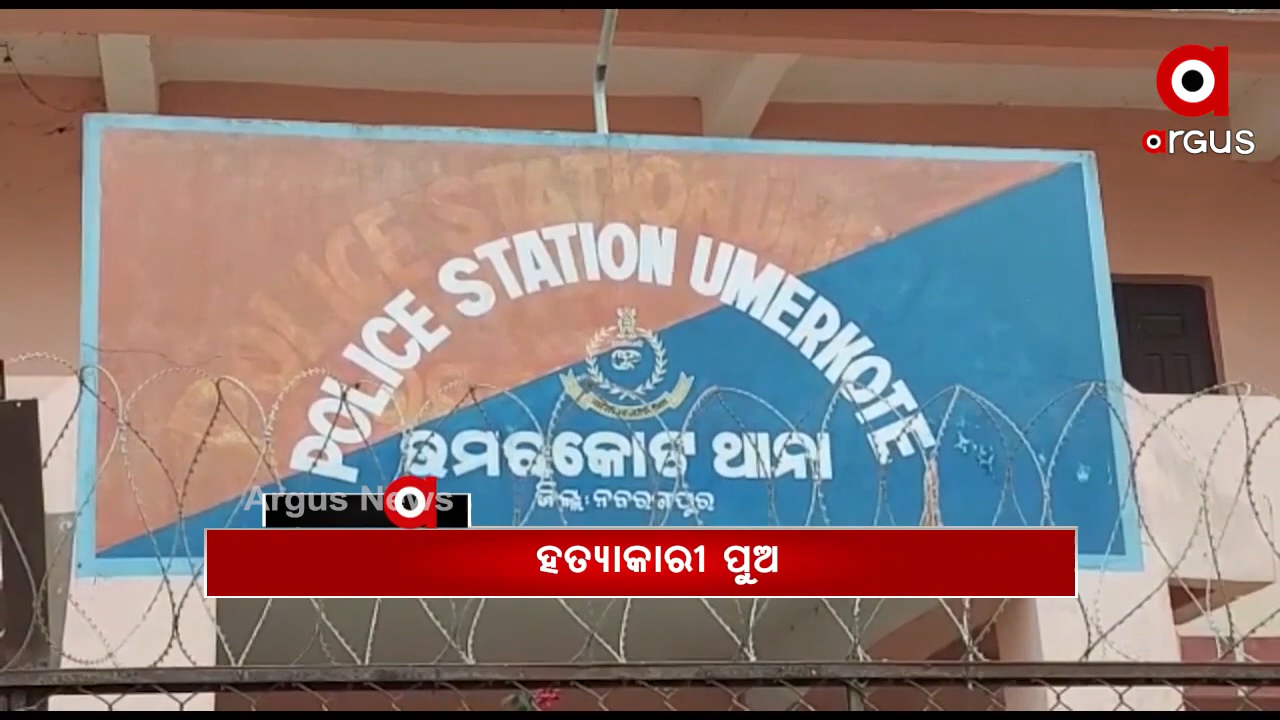 aRGUS
POLICE STATION UMERKOTE
ଉମରକୋଟ ଥାନା
ଜିଲ୍ଲା: ନବରଙ୍ଗପୁର
Argus News
ହତ୍ୟାକାରୀ ପୁଅ